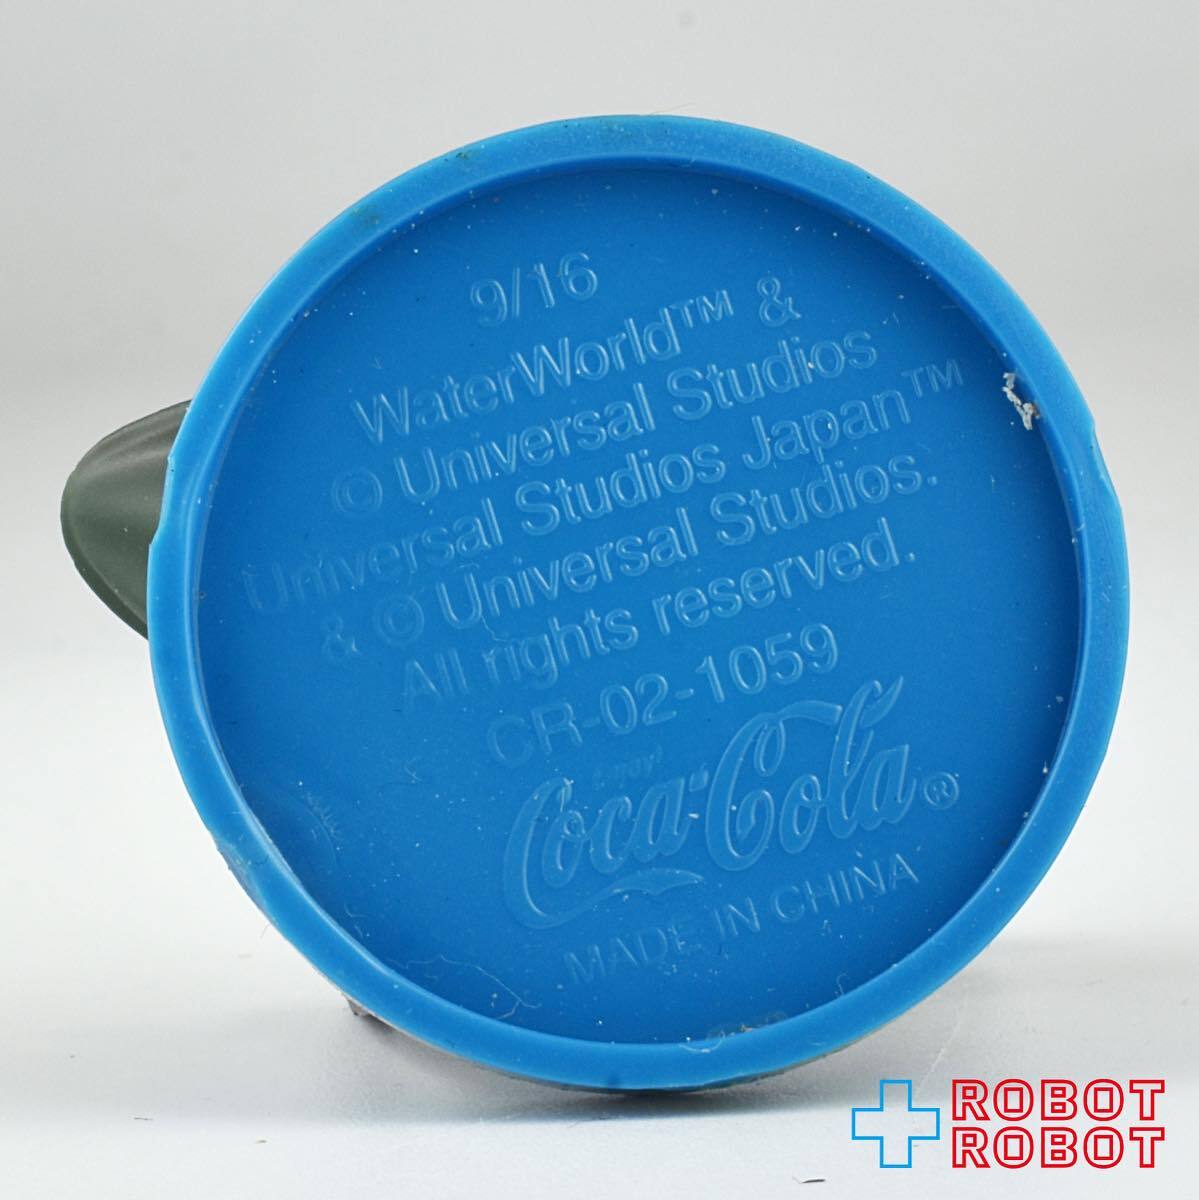 9/16
WaterWorld™ &
© Universal Studios
Universal Studios Japan™
& © Universal Studios.
All rights reserved.
CR-02-1059
Enjoy!
Coca-Cola®
MADE IN CHINA
ROBOT
ROBOT